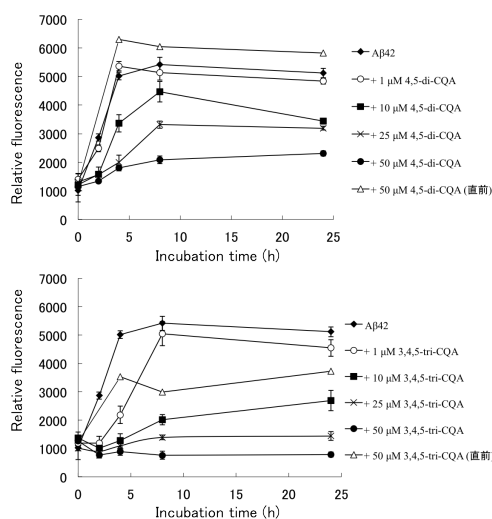 7000
6000
5000
4000
3000
2000
1000
0
Relative fluorescence
0 5 10 15 20 25
Incubation time (h)
Aβ42
+ 1 μM 4,5-di-CQA
+ 10 μM 4,5-di-CQA
+ 25 μM 4,5-di-CQA
+ 50 μM 4,5-di-CQA
+ 50 μM 4,5-di-CQA (直前)
7000
6000
5000
4000
3000
2000
1000
0
Relative fluorescence
0 5 10 15 20 25
Incubation time (h)
Aβ42
+ 1 μM 3,4,5-tri-CQA
+ 10 μM 3,4,5-tri-CQA
+ 25 μM 3,4,5-tri-CQA
+ 50 μM 3,4,5-tri-CQA
+ 50 μM 3,4,5-tri-CQA (直前)